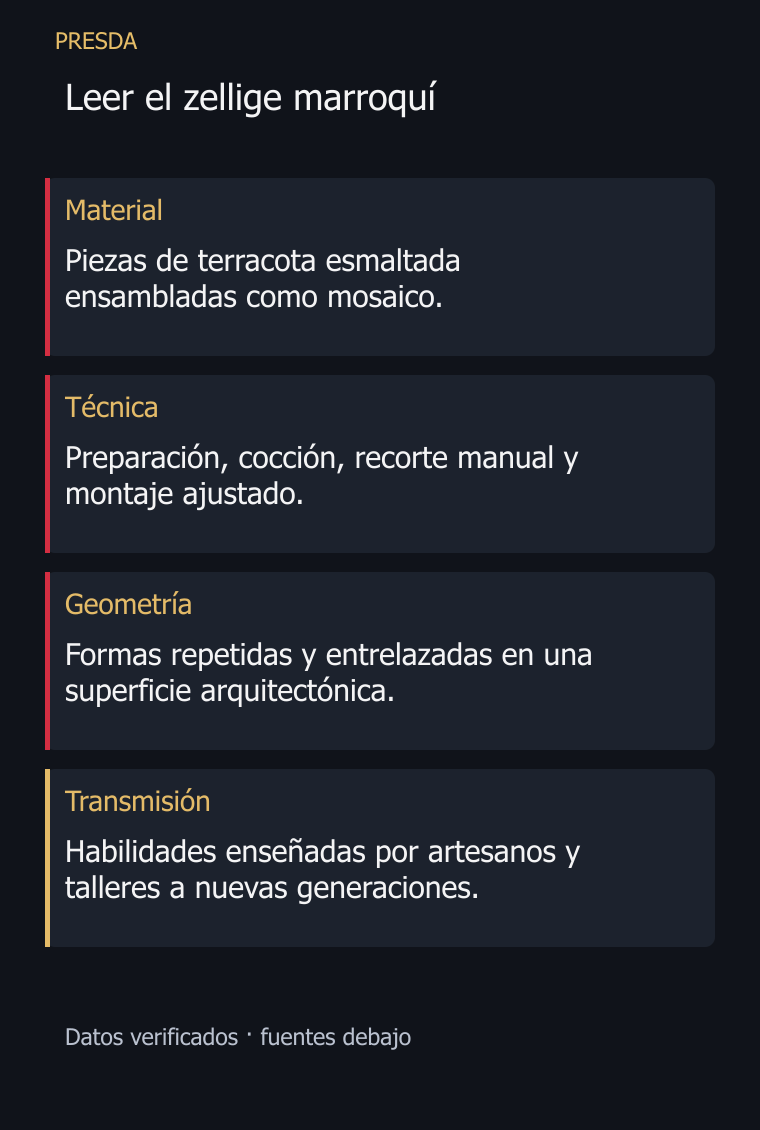 PRESDA
Leer el zellige marroquí
Material
Piezas de terracota esmaltada
ensambladas como mosaico.
Técnica
Preparación, cocción, recorte manual y
montaje ajustado.
Geometría
Formas repetidas y entrelazadas en una
superficie arquitectónica.
Transmisión
Habilidades enseñadas por artesanos y
talleres a nuevas generaciones.
Datos verificados · fuentes debajo